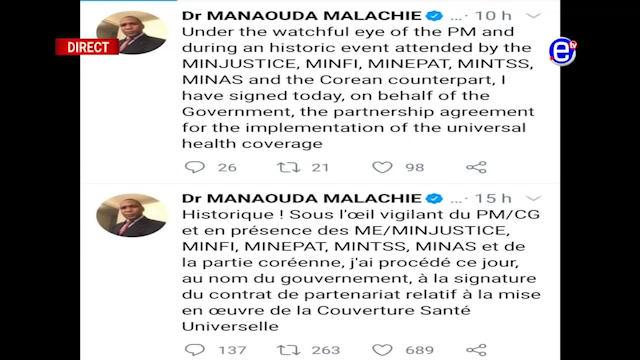 DIRECT
e tv
Dr MANAOUDA MALACHIE ... 10 h
Under the watchful eye of the PM and
during an historic event attended by the
MINJUSTICE, MINFI, MINEPAT, MINTSS,
MINAS and the Corean counterpart, I
have signed today, on behalf of the
Government, the partnership agreement
for the implementation of the universal
health coverage
26 21 98
Dr MANAOUDA MALACHIE ... 15 h
Historique ! Sous l'œil vigilant du PM/CG
et en présence des ME/MINJUSTICE,
MINFI, MINEPAT, MINTSS, MINAS et de
la partie coréenne, j'ai procédé ce jour,
au nom du gouvernement, à la signature
du contrat de partenariat relatif à la mise
en œuvre de la Couverture Santé
Universelle
137 263 689